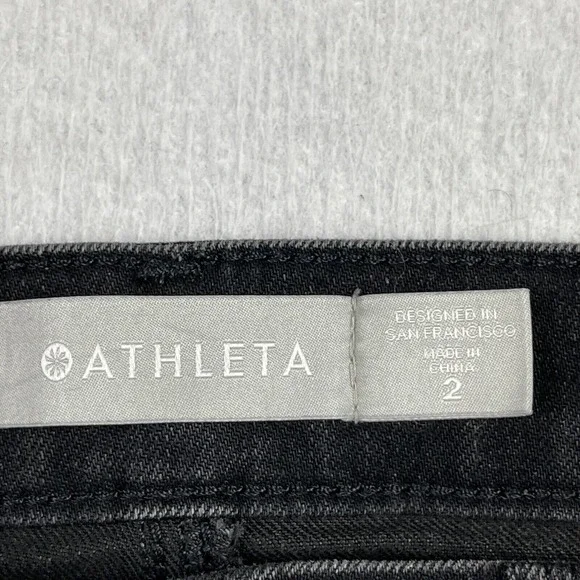 ATHLETA
DESIGNED IN
SAN FRANCISCO
MADE IN
CHINA
2